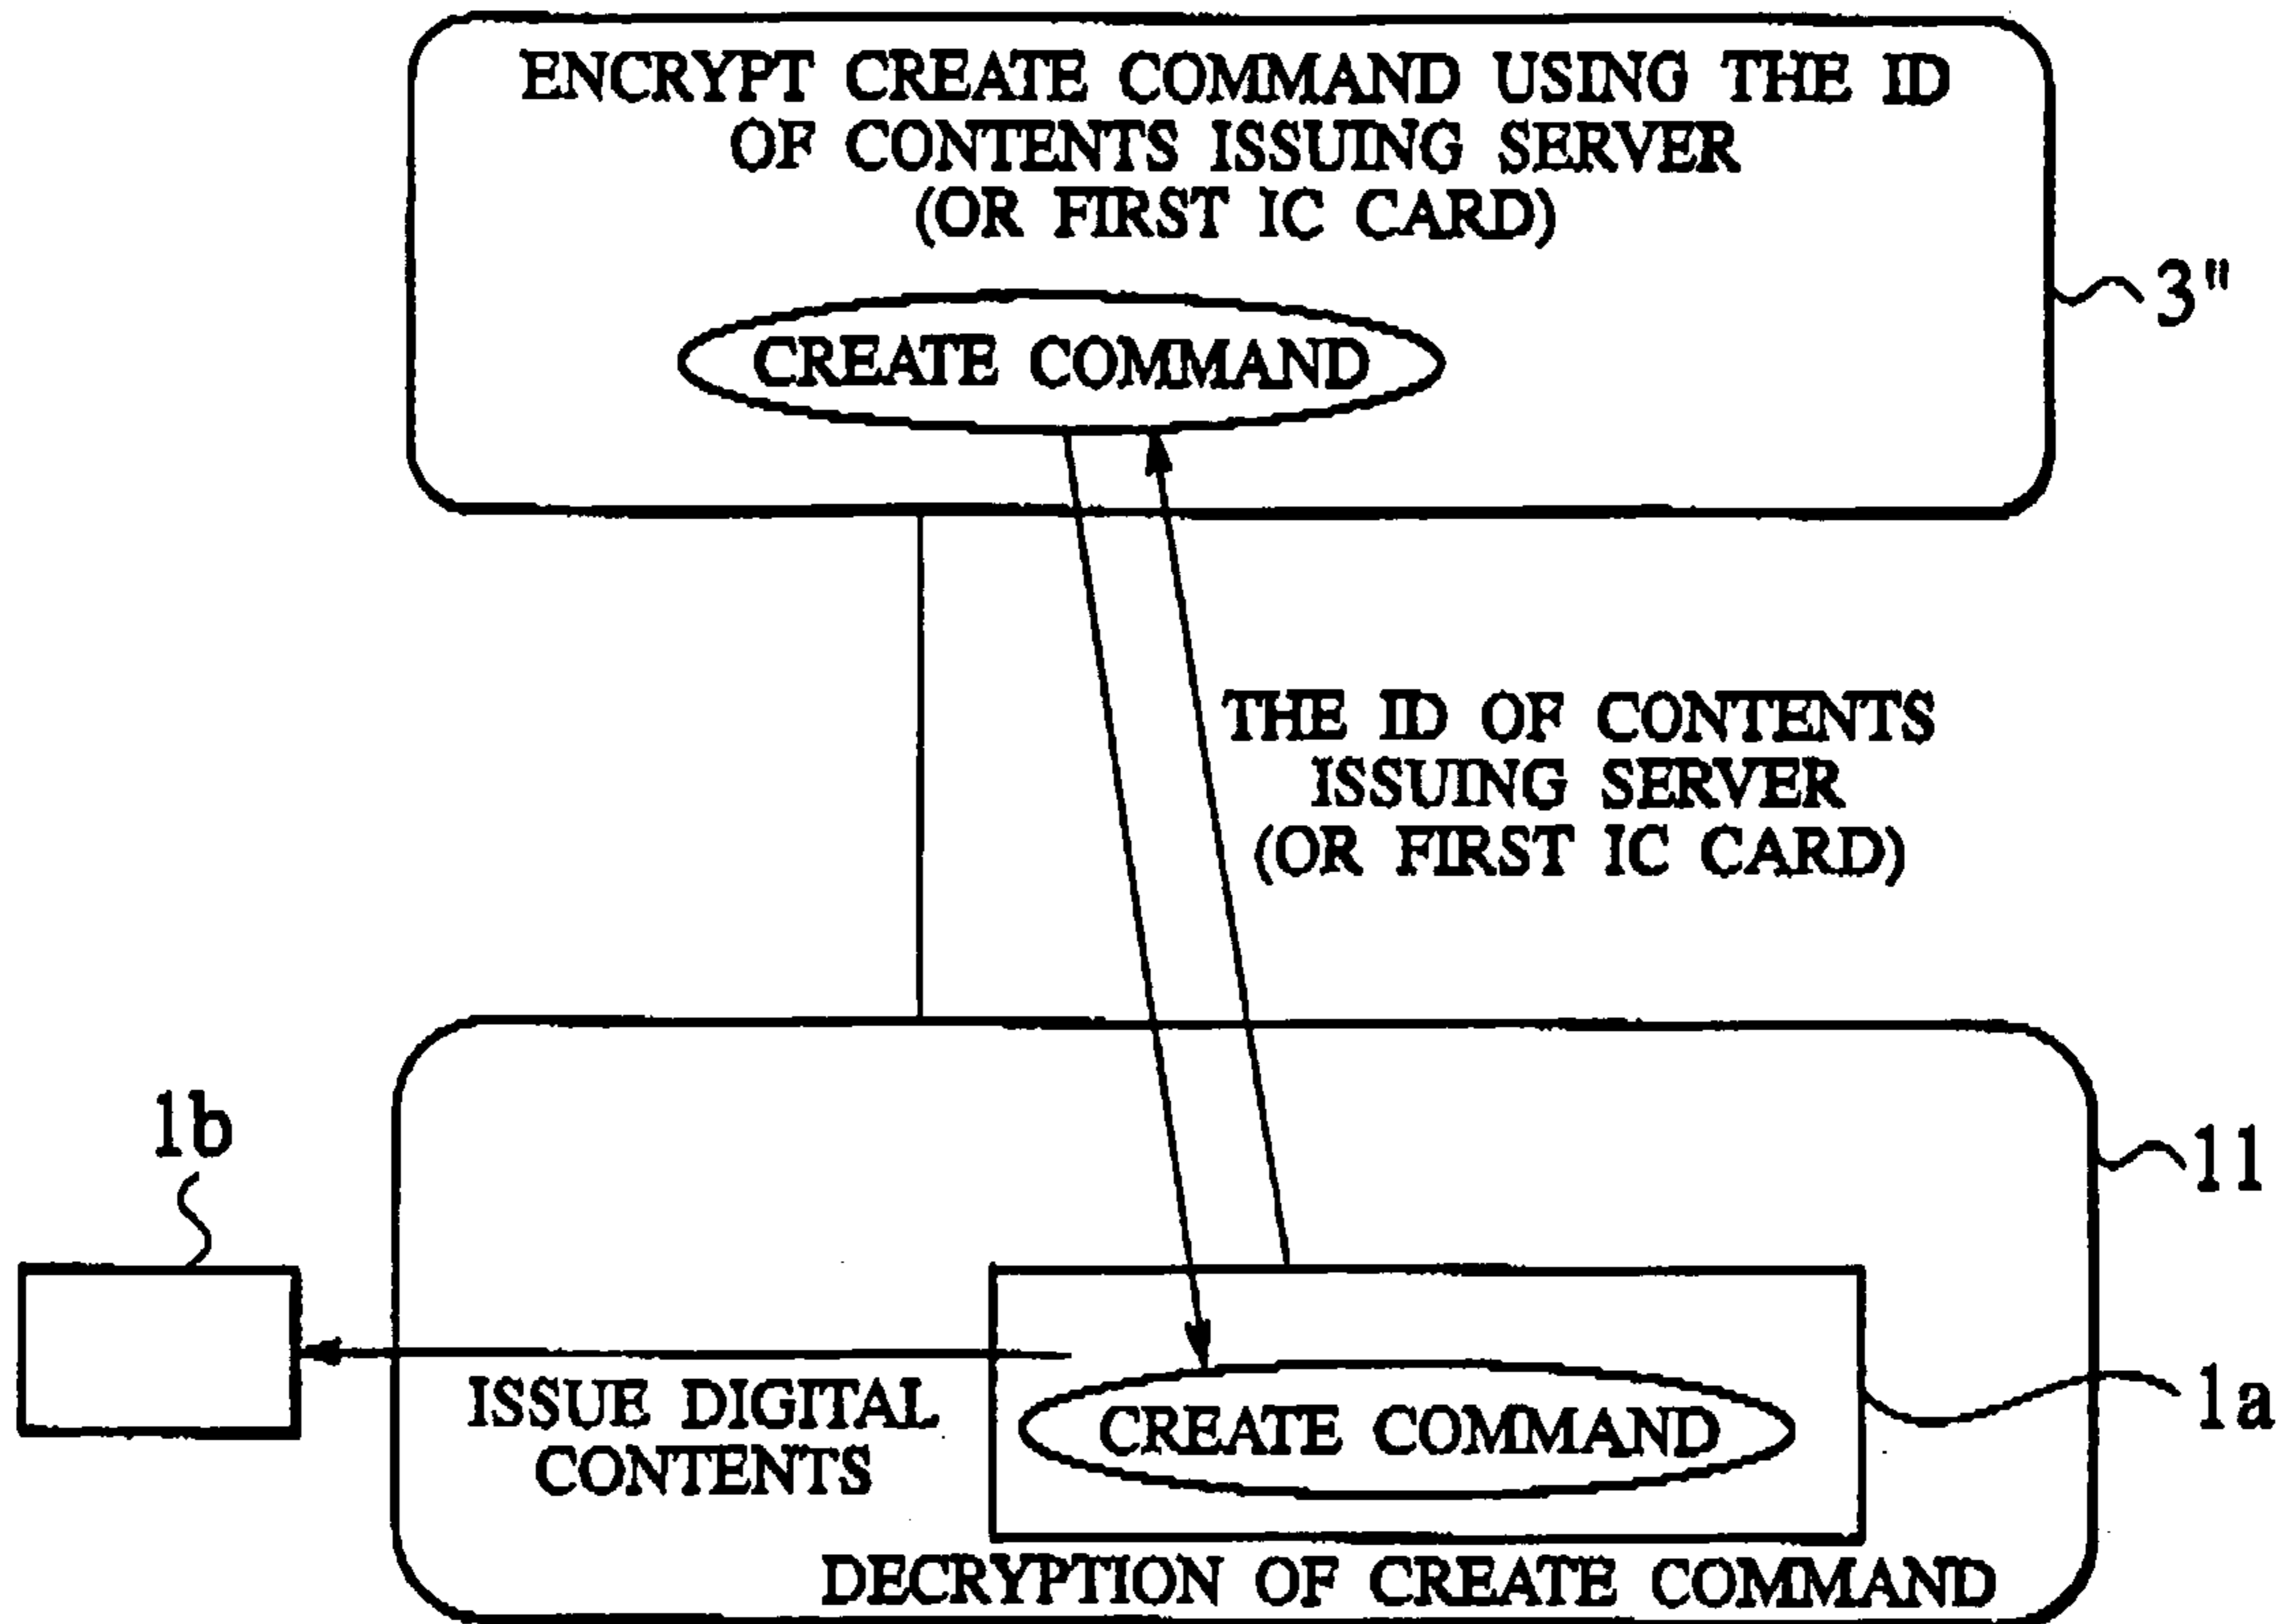 ENCRYPT CREATE COMMAND USING THE ID
OF CONTENTS ISSUING SERVER
(OR FIRST IC CARD)
3"
CREATE COMMAND
THE ID OF CONTENTS
ISSUING SERVER
(OR FIRST IC CARD)
1b
11
ISSUE DIGITAL
CONTENTS
CREATE COMMAND
1a
DECRYPTION OF CREATE COMMAND